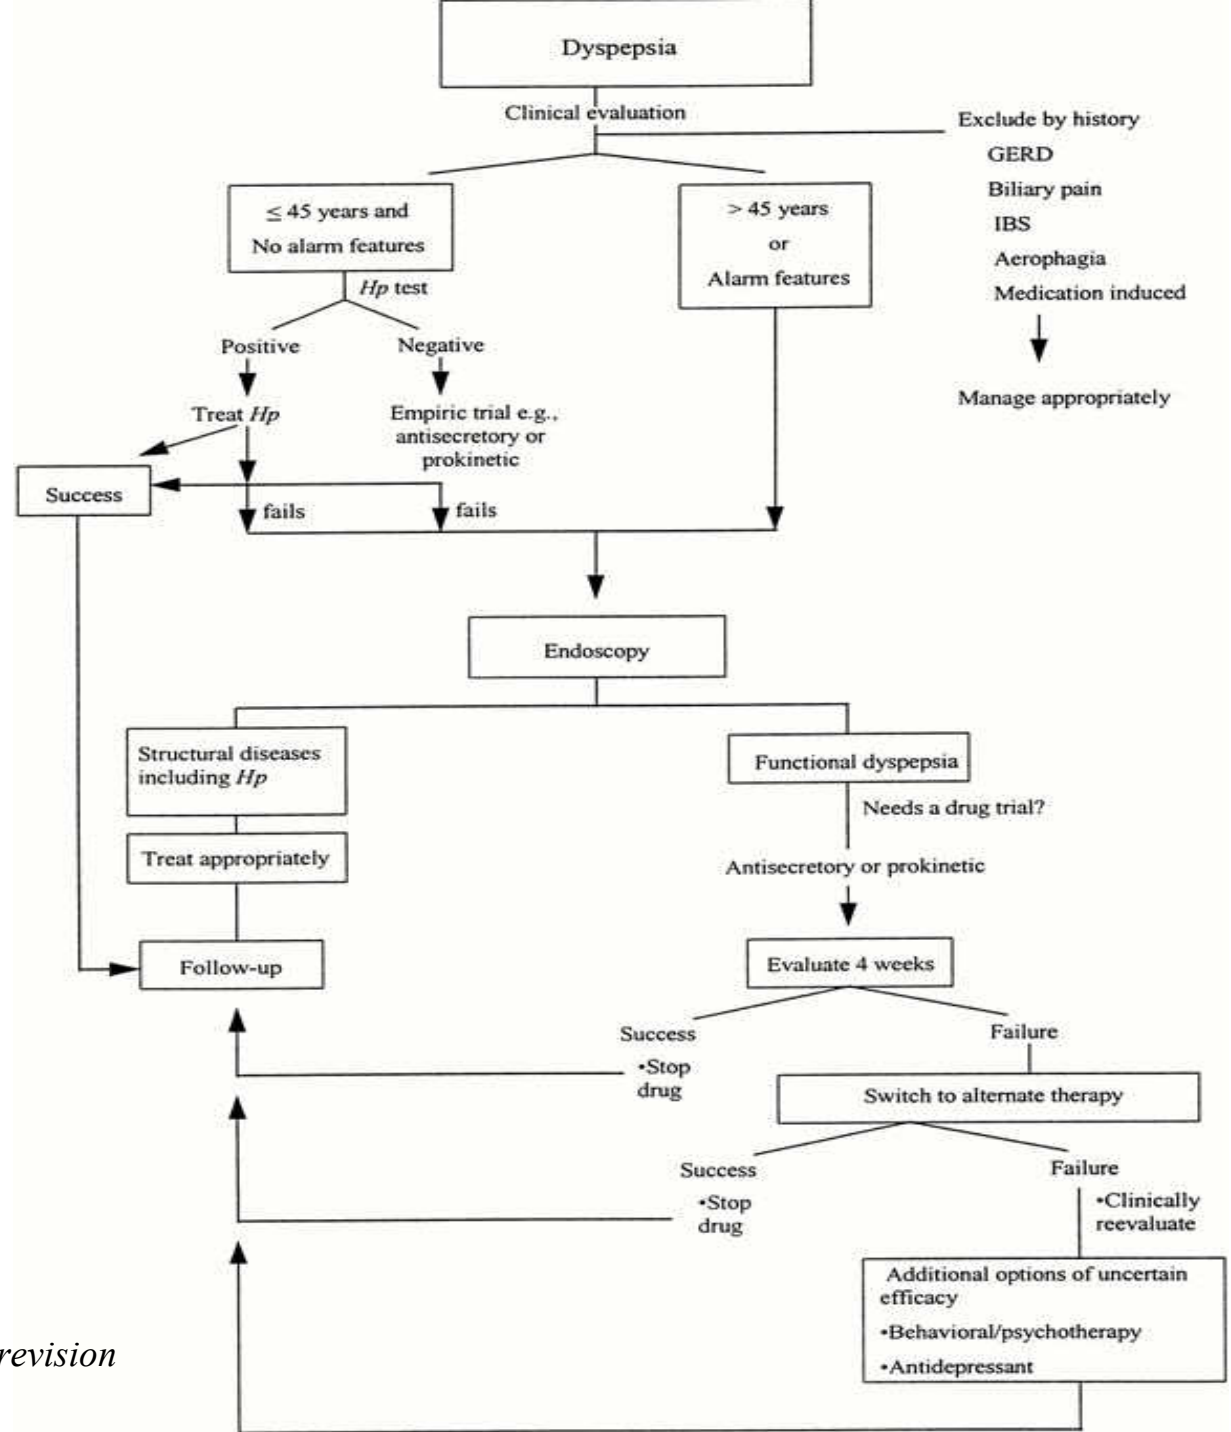 Dyspepsia
Clinical evaluation
Exclude by history
GERD
Biliary pain
IBS
Aerophagia
Medication induced
Manage appropriately
≤ 45 years and
No alarm features
> 45 years
or
Alarm features
Hp test
Positive
Negative
Treat Hp
Empiric trial e.g.,
antisecretory or
prokinetic
Success
fails
fails
Endoscopy
Structural diseases
including Hp
Functional dyspepsia
Needs a drug trial?
Treat appropriately
Antisecretory or prokinetic
Follow-up
Evaluate 4 weeks
Success
•Stop
drug
Failure
Switch to alternate therapy
Success
•Stop
drug
Failure
•Clinically
reevaluate
Additional options of uncertain
efficacy
•Behavioral/psychotherapy
•Antidepressant
revision